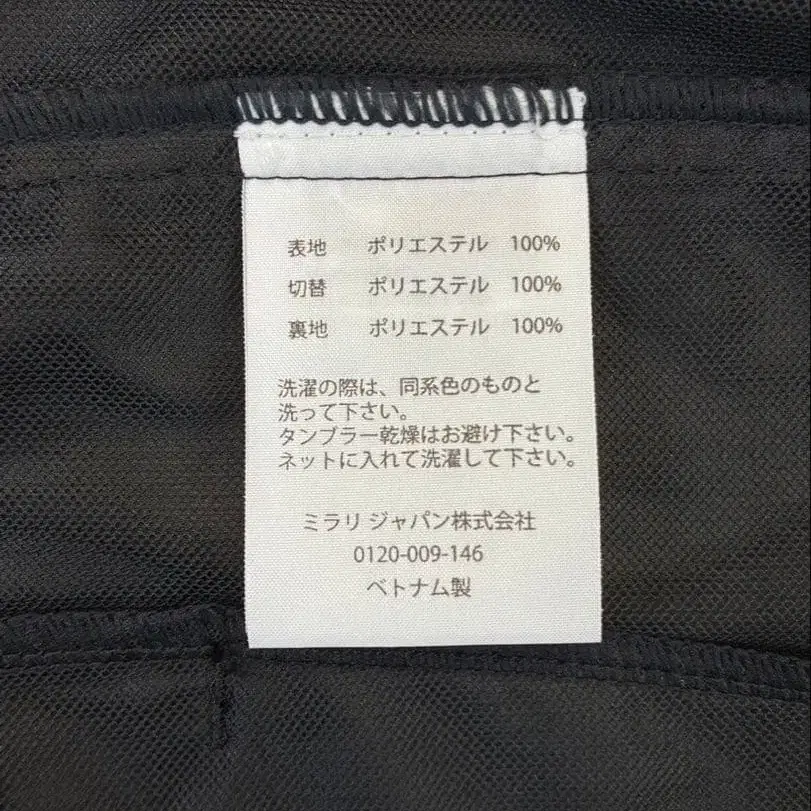 表地 ポリエステル 100%
切替 ポリエステル 100%
裏地 ポリエステル 100%
洗濯の際は、同系色のものと
洗って下さい。
タンブラー乾燥はお避け下さい。
ネットに入れて洗濯して下さい。
ミラリ ジャパン株式会社
0120-009-146
ベトナム製